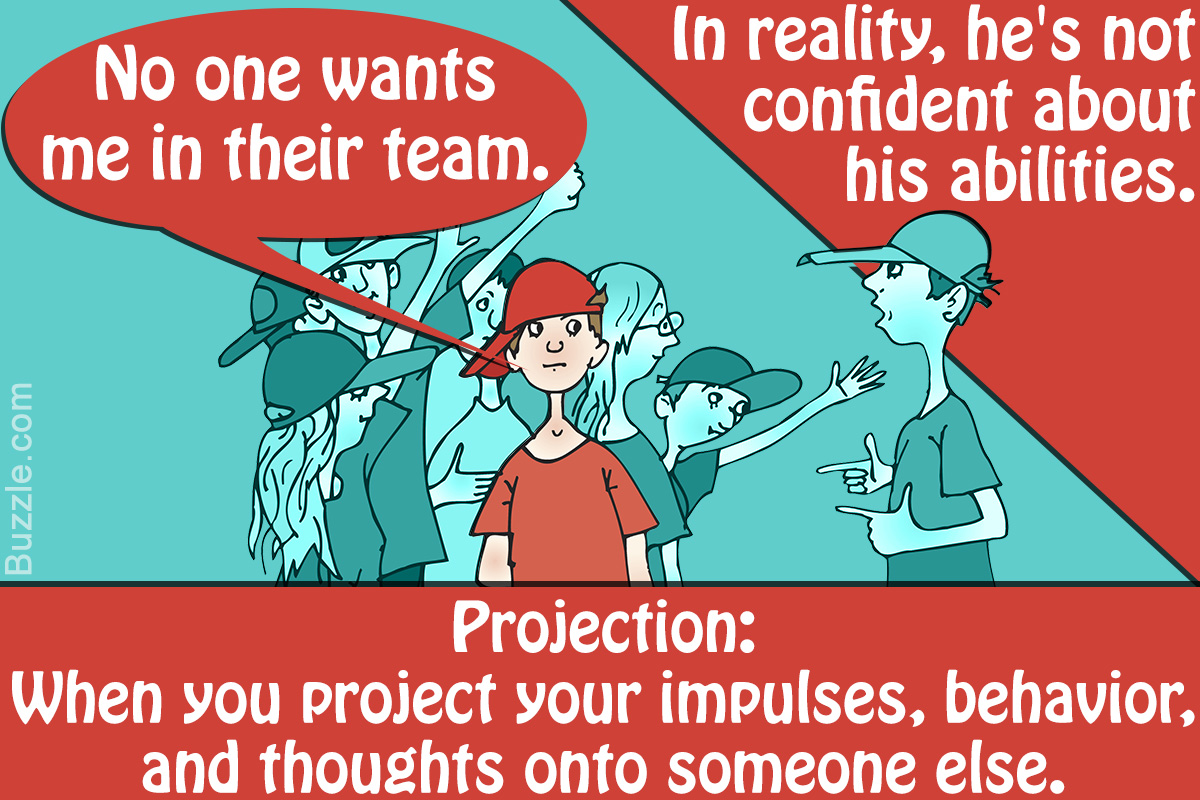 No one wants
me in their team.
In reality, he's not
confident about
his abilities.
Buzzle.com
Projection:
When you project your impulses, behavior,
and thoughts onto someone else.